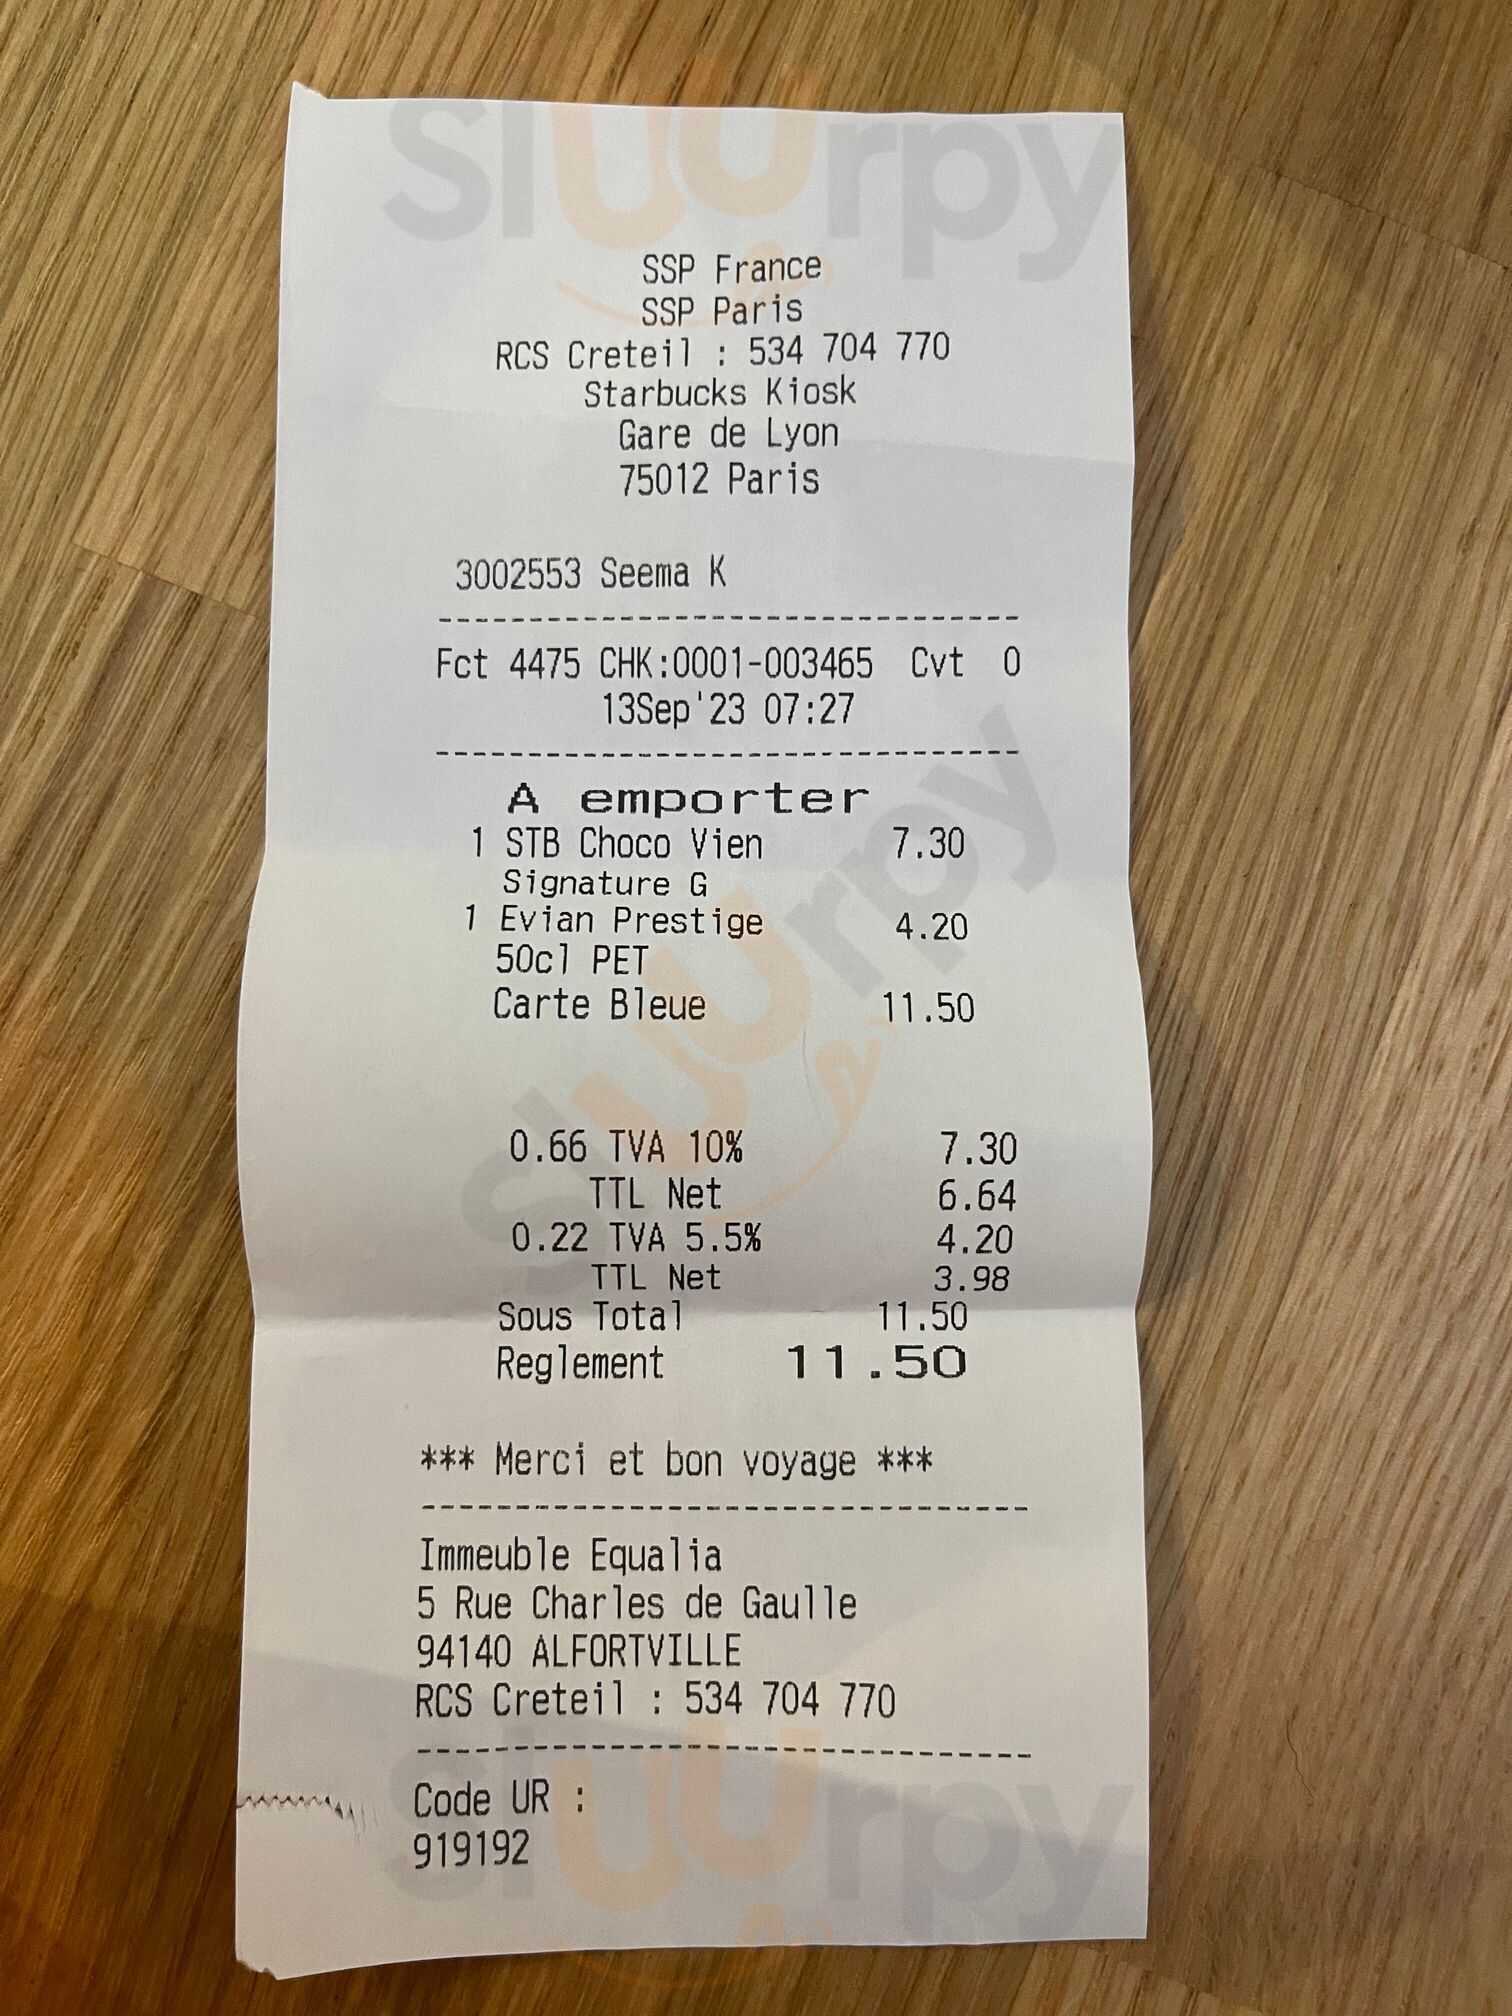 sluurpy
SSP France
SSP Paris
RCS Creteil : 534 704 770
Starbucks Kiosk
Gare de Lyon
75012 Paris
3002553 Seema K
--------------------------------
Fct 4475 CHK:0001-003465 Cvt 0
13Sep'23 07:27
--------------------------------
A emporter
1 STB Choco Vien 7.30
Signature G
1 Evian Prestige 4.20
50cl PET
Carte Bleue 11.50
sluurpy
0.66 TVA 10% 7.30
TTL Net 6.64
0.22 TVA 5.5% 4.20
TTL Net 3.98
Sous Total 11.50
Reglement 11.50
*** Merci et bon voyage ***
--------------------------------
Immeuble Equalia
5 Rue Charles de Gaulle
94140 ALFORTVILLE
RCS Creteil : 534 704 770
--------------------------------
Code UR :
919192
sluurpy